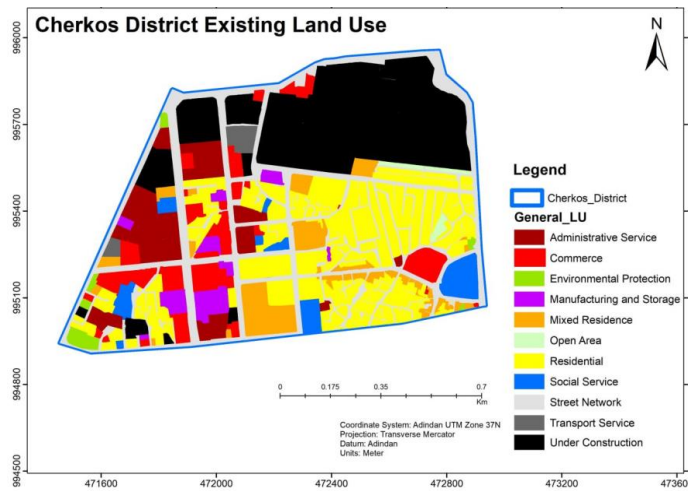 Cherkos District Existing Land Use
N
996000
995700
995400
995100
994800
994500
Legend
Cherkos_District
General_LU
Administrative Service
Commerce
Environmental Protection
Manufacturing and Storage
Mixed Residence
Open Area
Residential
Social Service
Street Network
Transport Service
Under Construction
0 0.175 0.35 0.7
Km
Coordinate System: Adindan UTM Zone 37N
Projection: Transverse Mercator
Datum: Adindan
Units: Meter
471600 472000 472400 472800 473200 47360